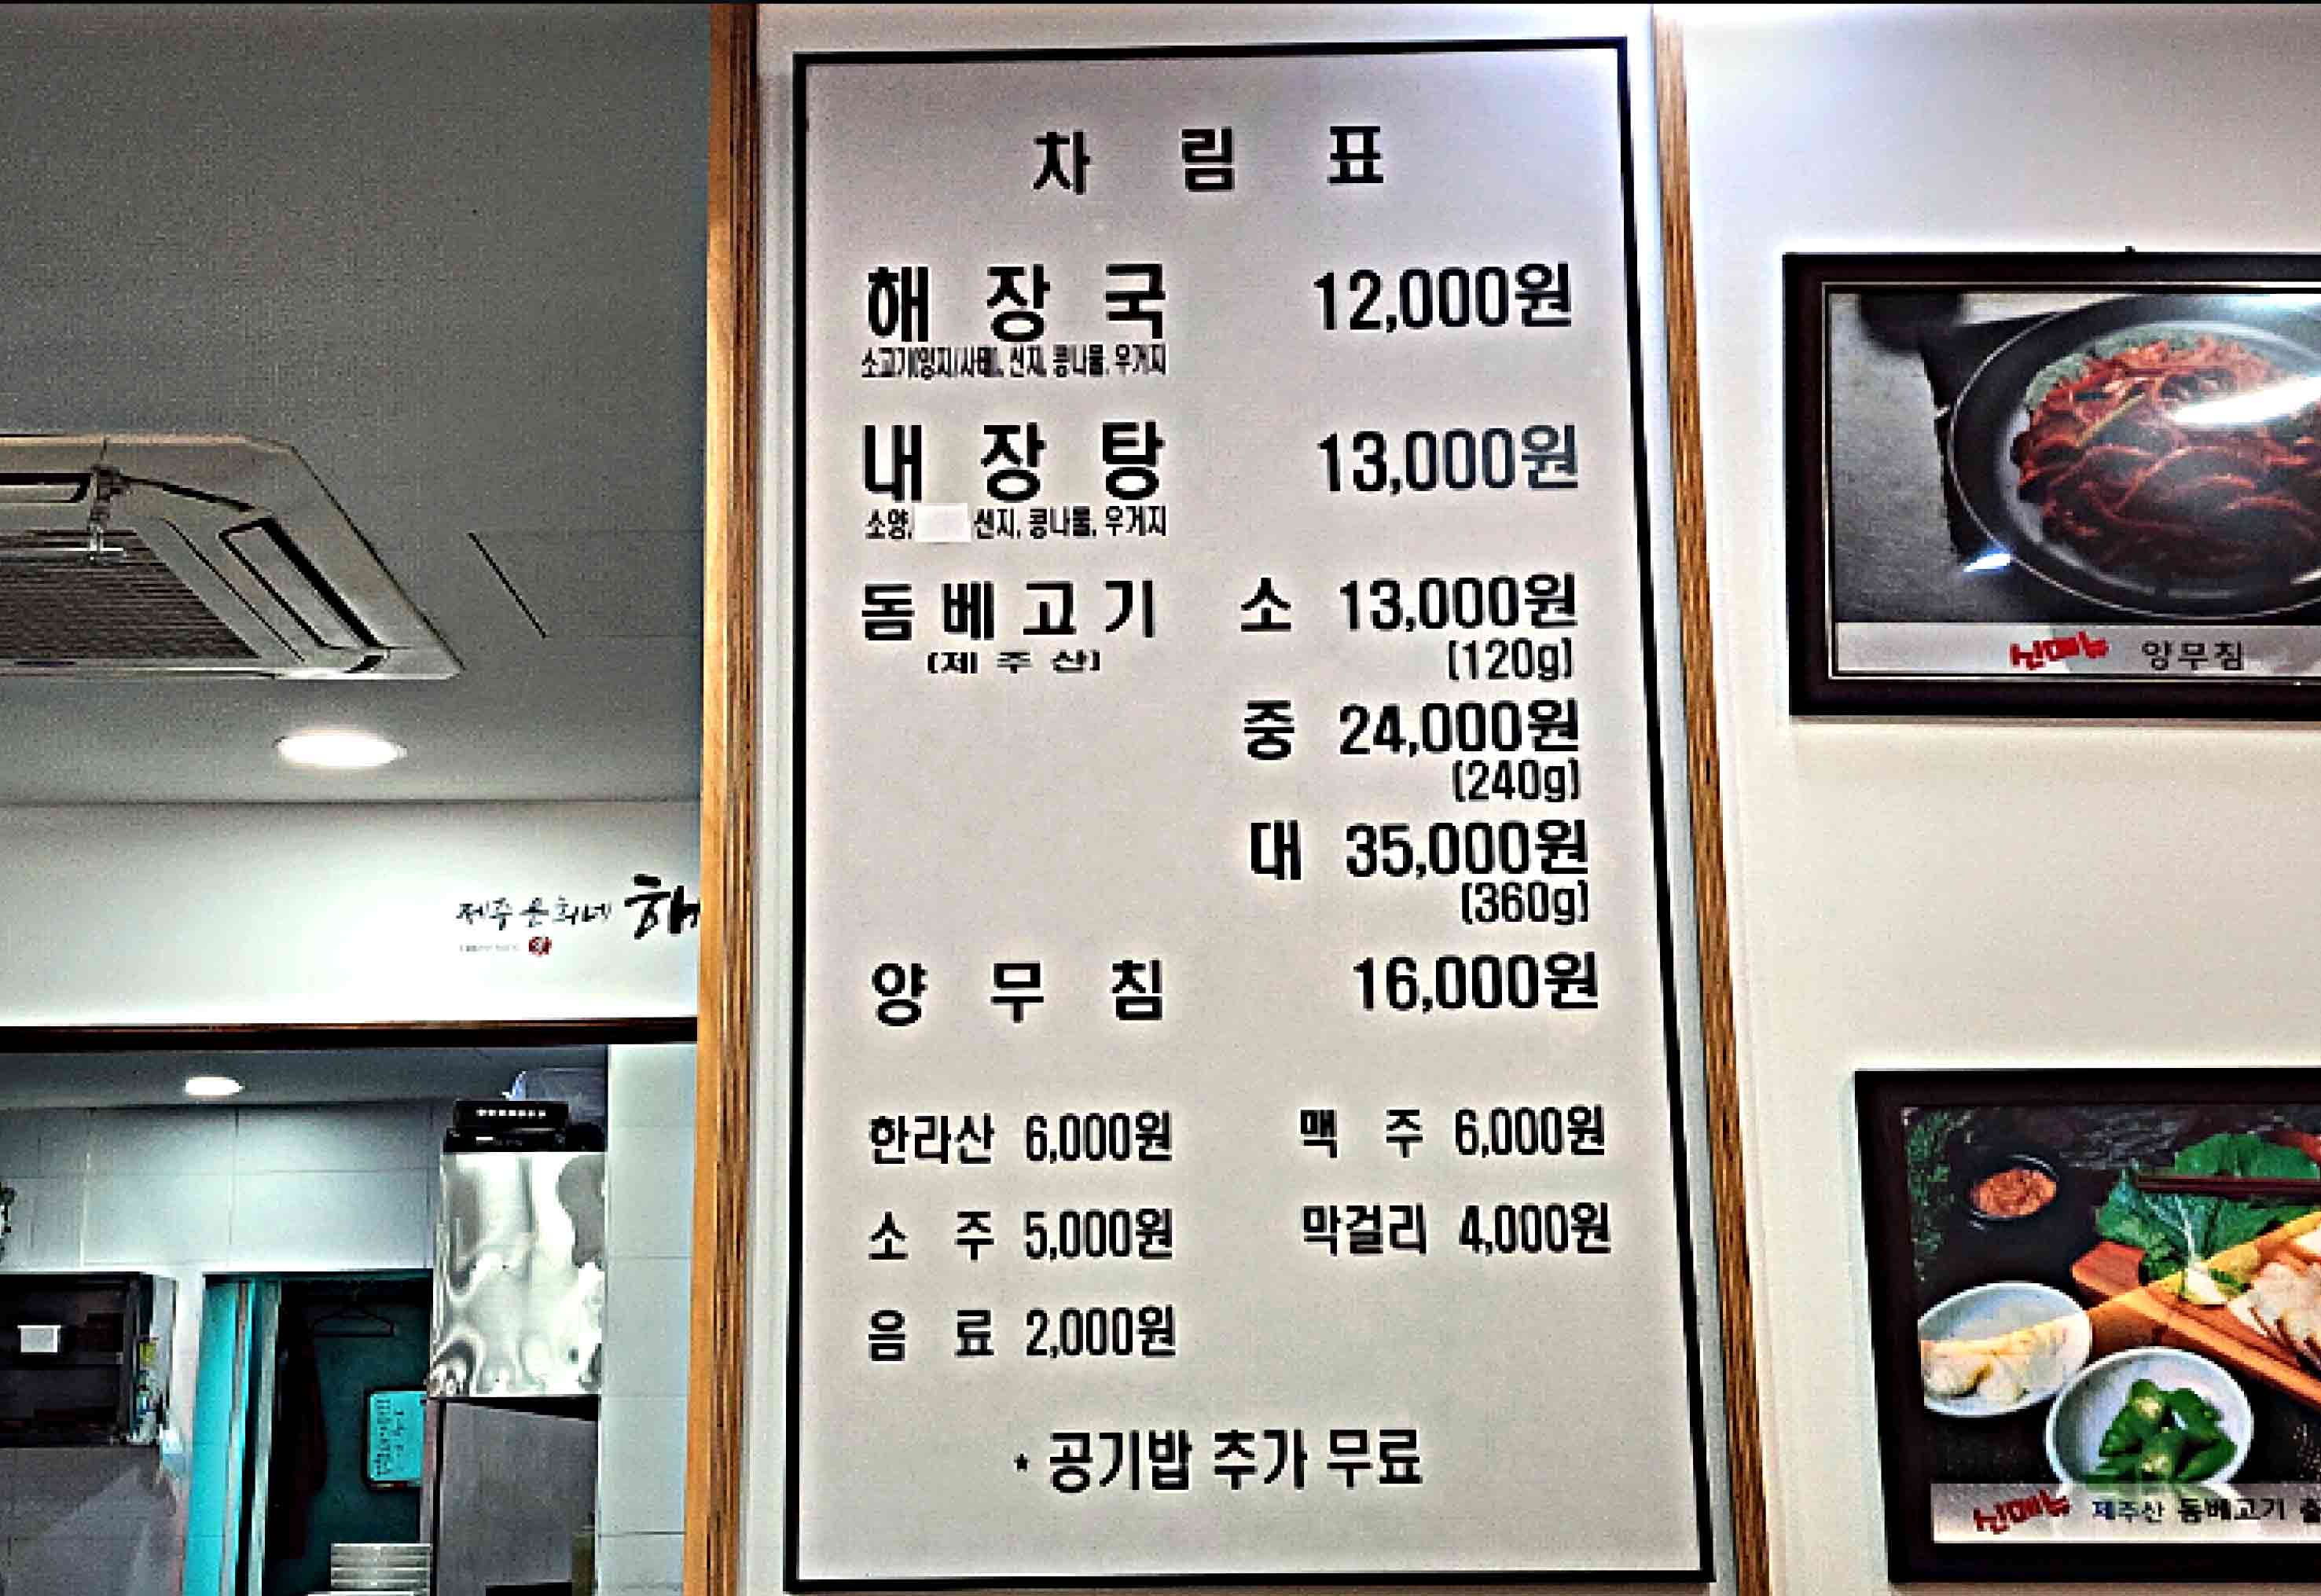 차 림 표
해 장 국 12,000원
소고기(양지/사태), 선지, 콩나물, 우거지
내 장 탕 13,000원
소양, 선지, 콩나물, 우거지
돔 베 고 기 소 13,000원
(제 주 산) (120g)
중 24,000원
(240g)
대 35,000원
(360g)
양 무 침 16,000원
한라산 6,000원 맥 주 6,000원
소 주 5,000원 막걸리 4,000원
음 료 2,000원
* 공기밥 추가 무료
제주은희네 해
신메뉴 양무침
신메뉴 제주산 돔베고기